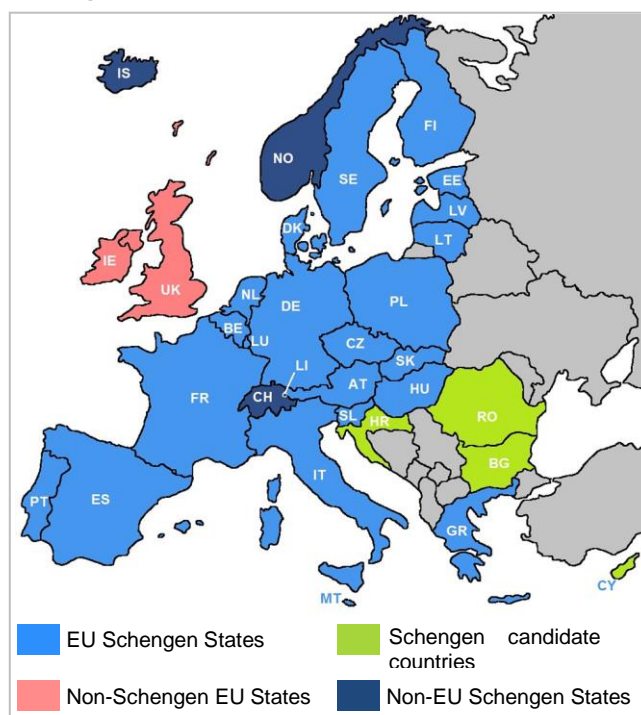 IS
FI
NO
SE
EE
LV
DK
LT
IE
UK
NL
DE
PL
BE
LU
CZ
LI
SK
FR
CH
AT
HU
SL
HR
RO
IT
BG
PT
ES
GR
MT
CY
EU Schengen States
Schengen candidate
countries
Non-Schengen EU States
Non-EU Schengen States